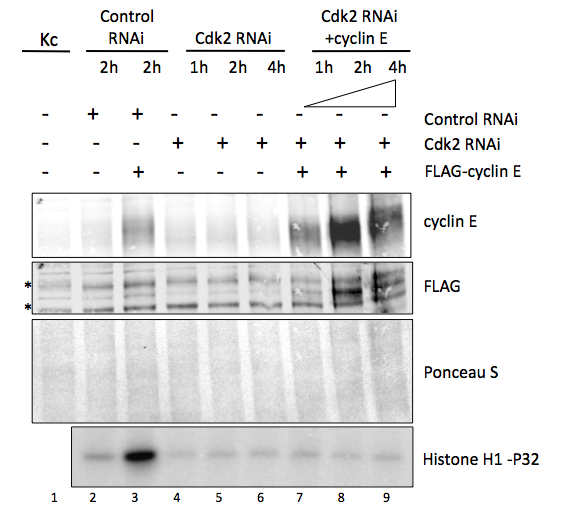 Kc
Control
RNAi
Cdk2 RNAi
Cdk2 RNAi
+cyclin E
2h 2h 1h 2h 4h 1h 2h 4h
- + + - - - - - - Control RNAi
- - - + + + + + + Cdk2 RNAi
- - + - - - + + + FLAG-cyclin E
cyclin E
* FLAG
*
Ponceau S
Histone H1 -P32
1 2 3 4 5 6 7 8 9